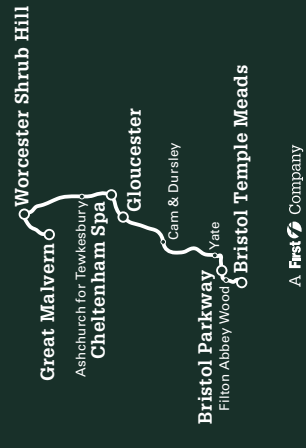 Great Malvern
Worcester Shrub Hill
Ashchurch for Tewkesbury
Cheltenham Spa
Gloucester
Cam & Dursley
Yate
Bristol Parkway
Filton Abbey Wood
Bristol Temple Meads
A First Company